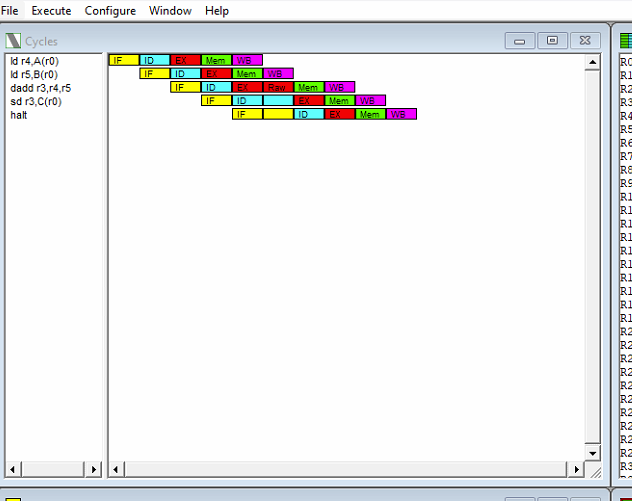 File Execute Configure Window Help
Cycles
ld r4,A(r0) IF ID EX Mem WB
ld r5,B(r0) IF ID EX Mem WB
dadd r3,r4,r5 IF ID EX Raw Mem WB
sd r3,C(r0) IF ID EX Mem WB
halt IF ID EX Mem WB
R0
R1
R2
R3
R4
R5
R6
R7
R8
R9
R1
R1
R1
R1
R1
R1
R1
R1
R1
R1
R2
R2
R2
R2
R2
R2
R2
R2
R2
R2
R3